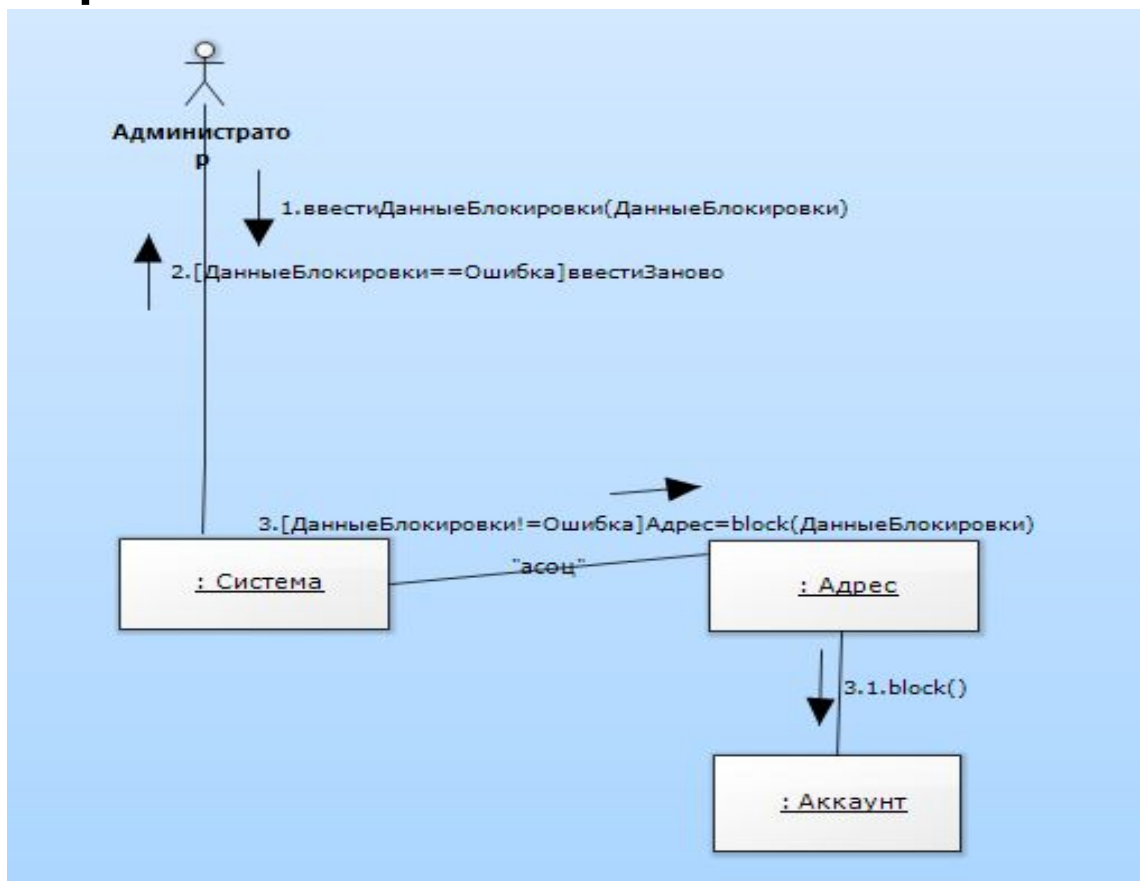 Администрато
р
1.ввестиДанныеБлокировки(ДанныеБлокировки)
2.[ДанныеБлокировки==Ошибка]ввестиЗаново
3.[ДанныеБлокировки!=Ошибка]Адрес=block(ДанныеБлокировки)
"асоц"
: Система
: Адрес
3.1.block()
: Аккаунт